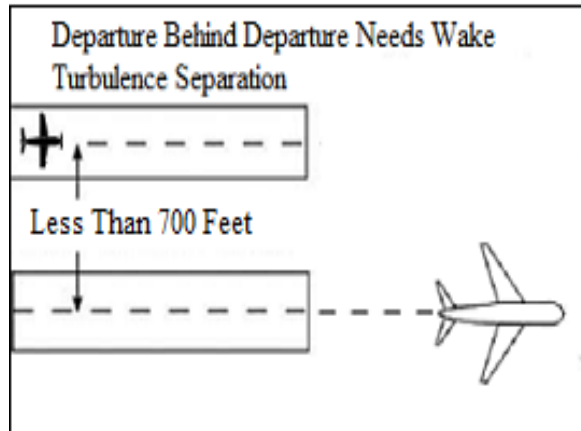 Departure Behind Departure Needs Wake
Turbulence Separation
Less Than 700 Feet